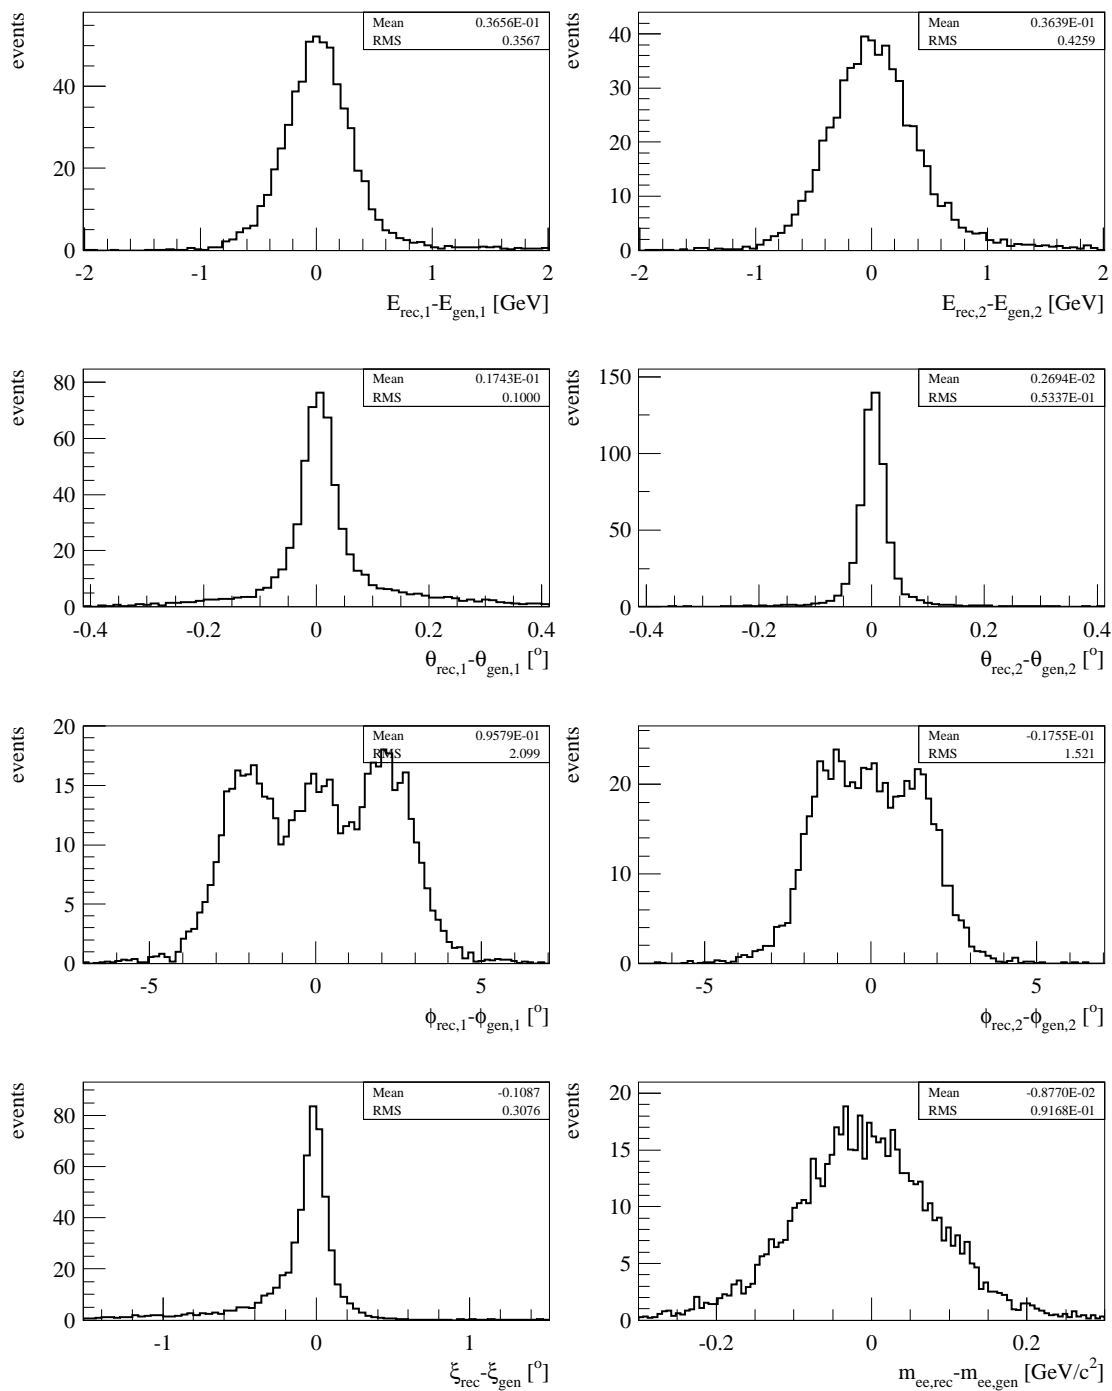 events
Mean 0.3656E-01
RMS 0.3567
40
20
0
-2 -1 0 1 2
E_rec,1-E_gen,1 [GeV]
events
Mean 0.3639E-01
RMS 0.4259
40
30
20
10
0
-2 -1 0 1 2
E_rec,2-E_gen,2 [GeV]
events
Mean 0.1743E-01
RMS 0.1000
80
60
40
20
0
-0.4 -0.2 0 0.2 0.4
θ_rec,1-θ_gen,1 [°]
events
Mean 0.2694E-02
RMS 0.5337E-01
150
100
50
0
-0.4 -0.2 0 0.2 0.4
θ_rec,2-θ_gen,2 [°]
events
Mean 0.9579E-01
RMS 2.099
20
15
10
5
0
-5 0 5
ϕ_rec,1-ϕ_gen,1 [°]
events
Mean -0.1755E-01
RMS 1.521
20
10
0
-5 0 5
ϕ_rec,2-ϕ_gen,2 [°]
events
Mean -0.1087
RMS 0.3076
80
60
40
20
0
-1 0 1
ξ_rec-ξ_gen [°]
events
Mean -0.8770E-02
RMS 0.9168E-01
20
15
10
5
0
-0.2 0 0.2
m_ee,rec-m_ee,gen [GeV/c²]